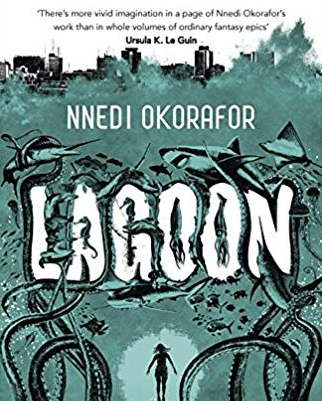 ‘There’s more vivid imagination in a page of Nnedi Okorafor’s
work than in whole volumes of ordinary fantasy epics’
Ursula K. Le Guin
NNEDI OKORAFOR
LAGOON